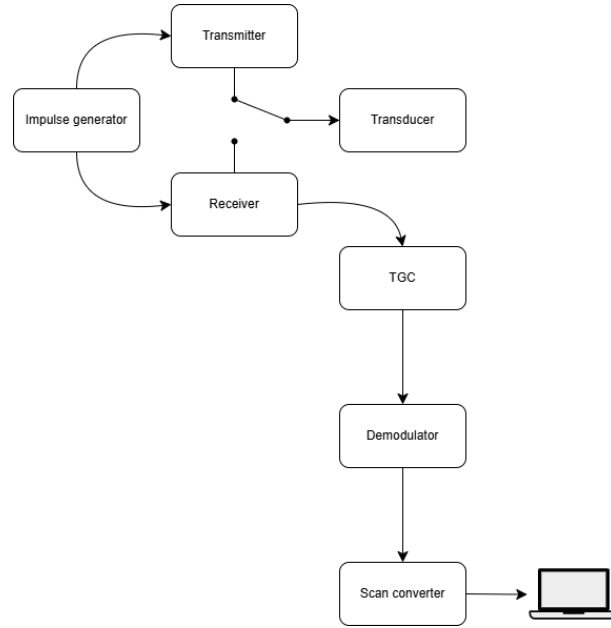 Transmitter
Impulse generator
Transducer
Receiver
TGC
Demodulator
Scan converter